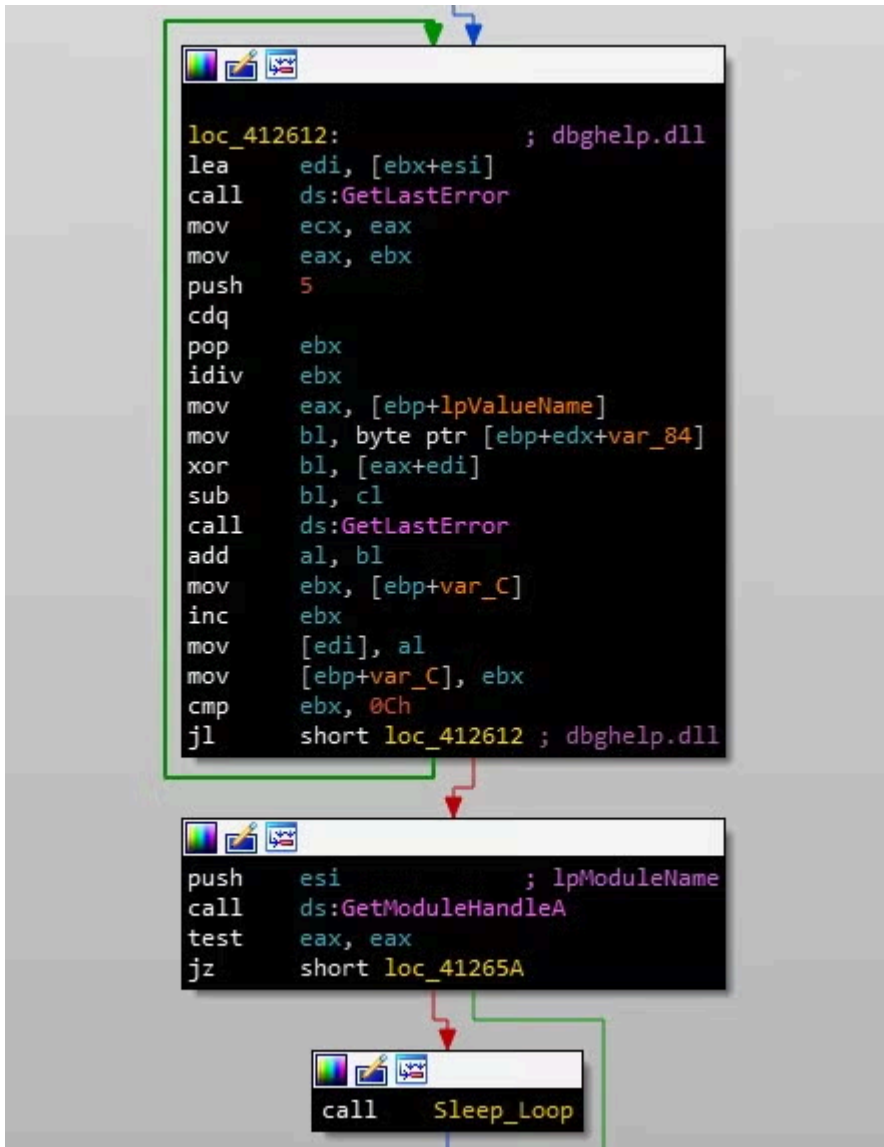 loc_412612: ; dbghelp.dll
lea edi, [ebx+esi]
call ds:GetLastError
mov ecx, eax
mov eax, ebx
push 5
cdq
pop ebx
idiv ebx
mov eax, [ebp+lpValueName]
mov bl, byte ptr [ebp+edx+var_84]
xor bl, [eax+edi]
sub bl, cl
call ds:GetLastError
add al, bl
mov ebx, [ebp+var_C]
inc ebx
mov [edi], al
mov [ebp+var_C], ebx
cmp ebx, 0Ch
jl short loc_412612 ; dbghelp.dll
push esi ; lpModuleName
call ds:GetModuleHandleA
test eax, eax
jz short loc_41265A
call Sleep_Loop